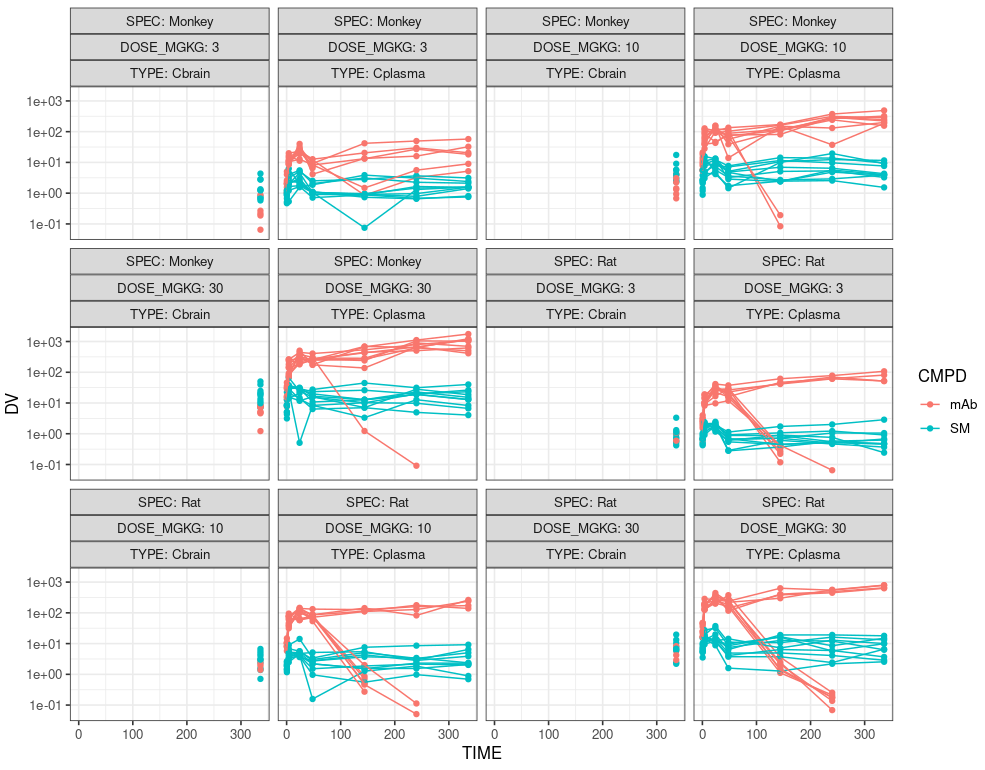 SPEC: Monkey SPEC: Monkey SPEC: Monkey SPEC: Monkey
DOSE_MGKG: 3 DOSE_MGKG: 3 DOSE_MGKG: 10 DOSE_MGKG: 10
TYPE: Cbrain TYPE: Cplasma TYPE: Cbrain TYPE: Cplasma
1e+03
1e+02
1e+01
1e+00
1e-01
SPEC: Monkey SPEC: Monkey SPEC: Rat SPEC: Rat
DOSE_MGKG: 30 DOSE_MGKG: 30 DOSE_MGKG: 3 DOSE_MGKG: 3
TYPE: Cbrain TYPE: Cplasma TYPE: Cbrain TYPE: Cplasma
1e+03
1e+02
1e+01
1e+00
1e-01
DV
CMPD
mAb
SM
SPEC: Rat SPEC: Rat SPEC: Rat SPEC: Rat
DOSE_MGKG: 10 DOSE_MGKG: 10 DOSE_MGKG: 30 DOSE_MGKG: 30
TYPE: Cbrain TYPE: Cplasma TYPE: Cbrain TYPE: Cplasma
1e+03
1e+02
1e+01
1e+00
1e-01
0 100 200 300 0 100 200 300 0 100 200 300 0 100 200 300
TIME